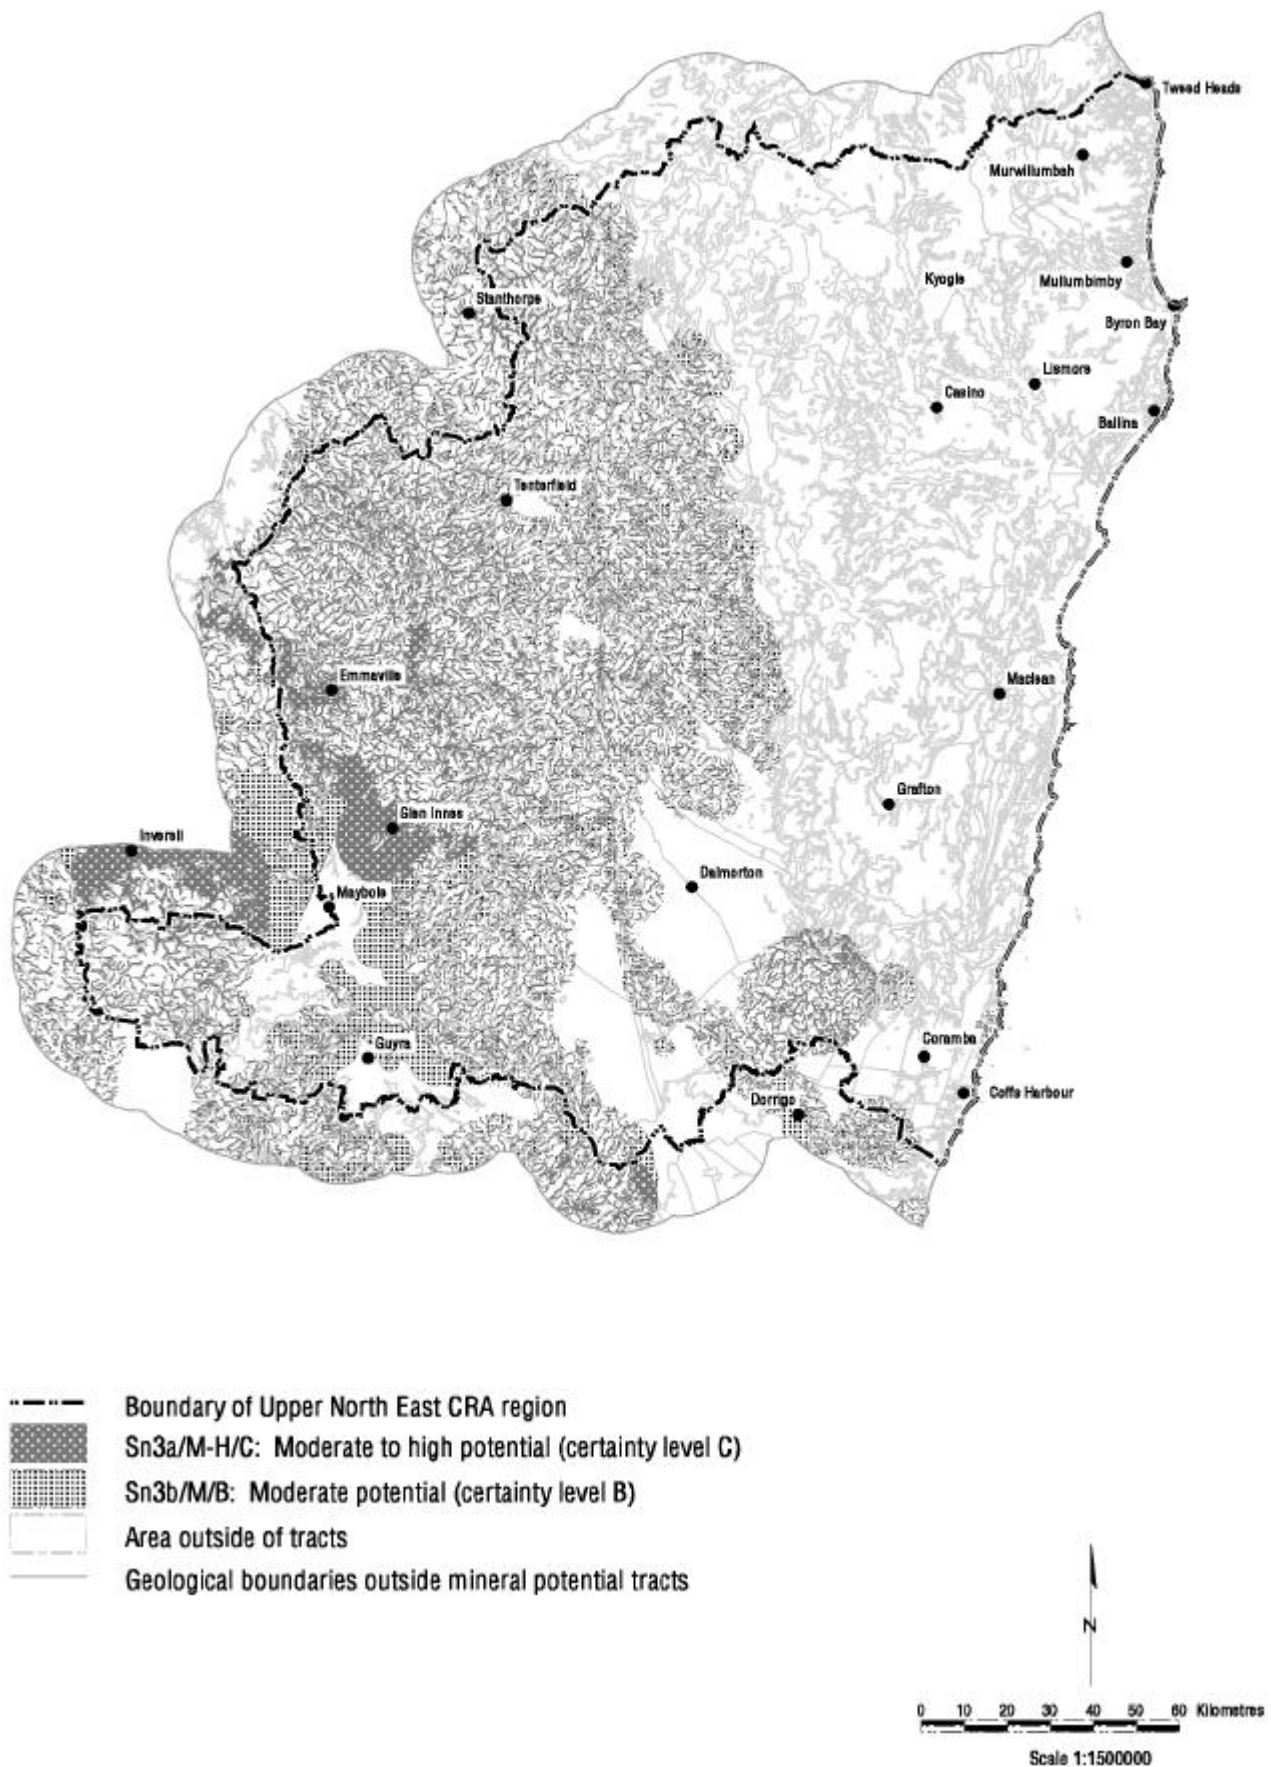 Tweed Heads
Murwillumbah
Kyogle
Mullumbimby
Stanthorpe
Byron Bay
Lismore
Casino
Ballina
Tenterfield
Emmaville
Maclean
Grafton
Glen Innes
Inverell
Dalmorton
Maybole
Guyra
Coramba
Coffs Harbour
Dorrigo
Boundary of Upper North East CRA region
Sn3a/M-H/C: Moderate to high potential (certainty level C)
Sn3b/M/B: Moderate potential (certainty level B)
Area outside of tracts
Geological boundaries outside mineral potential tracts
N
0 10 20 30 40 50 60 Kilometres
Scale 1:1500000